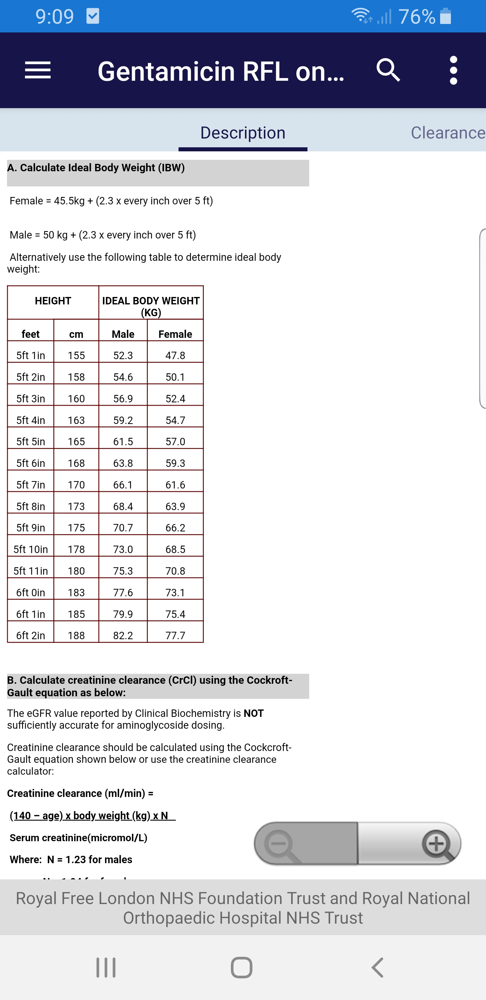 9:09 76%
Gentamicin RFL on...
Description Clearance
A. Calculate Ideal Body Weight (IBW)
Female = 45.5kg + (2.3 x every inch over 5 ft)
Male = 50 kg + (2.3 x every inch over 5 ft)
Alternatively use the following table to determine ideal body
weight:
HEIGHT IDEAL BODY WEIGHT
(KG)
feet cm Male Female
5ft 1in 155 52.3 47.8
5ft 2in 158 54.6 50.1
5ft 3in 160 56.9 52.4
5ft 4in 163 59.2 54.7
5ft 5in 165 61.5 57.0
5ft 6in 168 63.8 59.3
5ft 7in 170 66.1 61.6
5ft 8in 173 68.4 63.9
5ft 9in 175 70.7 66.2
5ft 10in 178 73.0 68.5
5ft 11in 180 75.3 70.8
6ft 0in 183 77.6 73.1
6ft 1in 185 79.9 75.4
6ft 2in 188 82.2 77.7
B. Calculate creatinine clearance (CrCl) using the Cockroft-
Gault equation as below:
The eGFR value reported by Clinical Biochemistry is NOT
sufficiently accurate for aminoglycoside dosing.
Creatinine clearance should be calculated using the Cockcroft-
Gault equation shown below or use the creatinine clearance
calculator:
Creatinine clearance (ml/min) =
(140 – age) x body weight (kg) x N
Serum creatinine(micromol/L)
Where: N = 1.23 for males
Royal Free London NHS Foundation Trust and Royal National
Orthopaedic Hospital NHS Trust